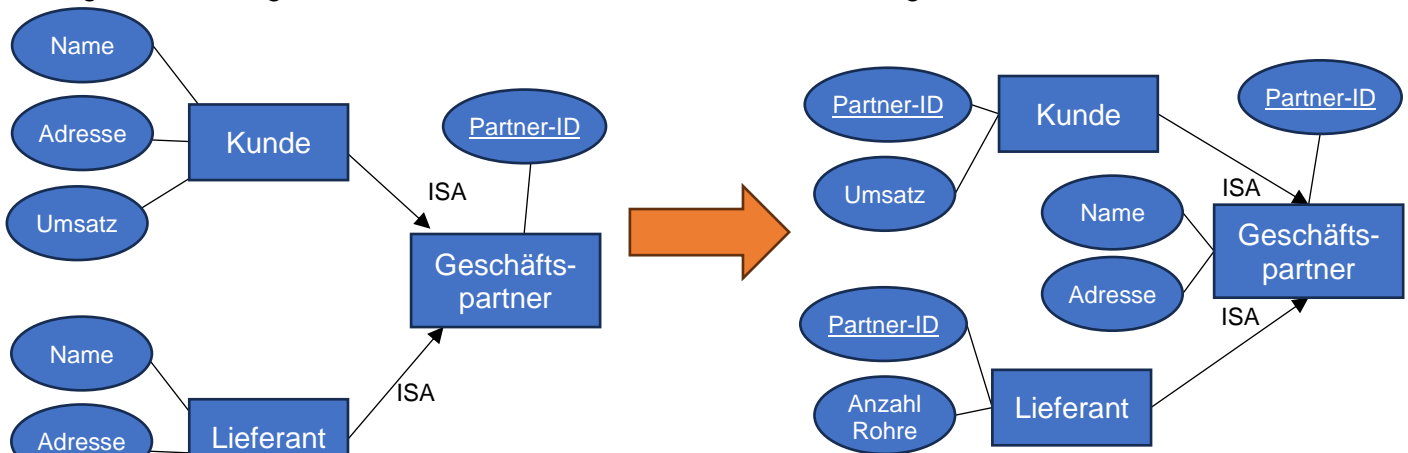 Name
Adresse
Umsatz
Kunde
ISA
Partner-ID
Geschäfts-
partner
ISA
Name
Adresse
Lieferant
Partner-ID
Umsatz
Kunde
ISA
Partner-ID
Name
Adresse
Geschäfts-
partner
ISA
Partner-ID
Anzahl
Rohre
Lieferant